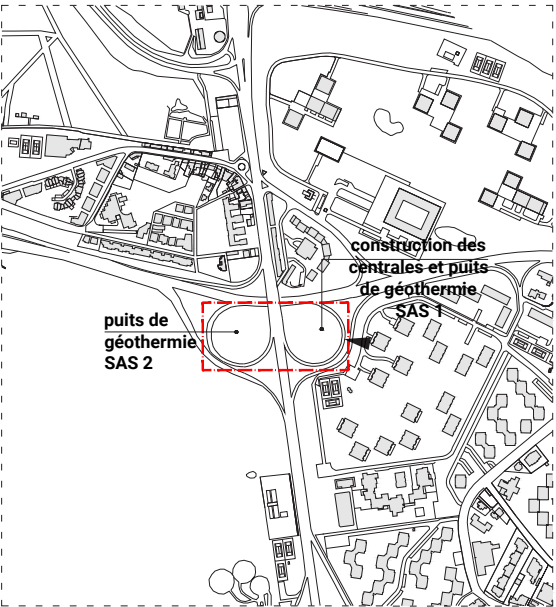 construction des
centrales et puits
de géothermie
SAS 1
puits de
géothermie
SAS 2